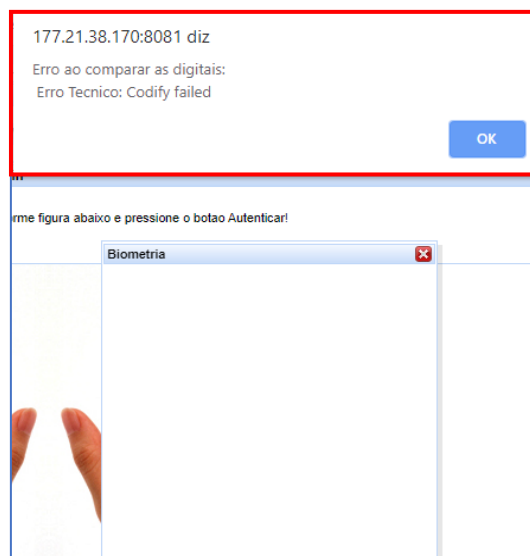 177.21.38.170:8081 diz
Erro ao comparar as digitais:
Erro Tecnico: Codify failed
OK
rme figura abaixo e pressione o botao Autenticar!
Biometria